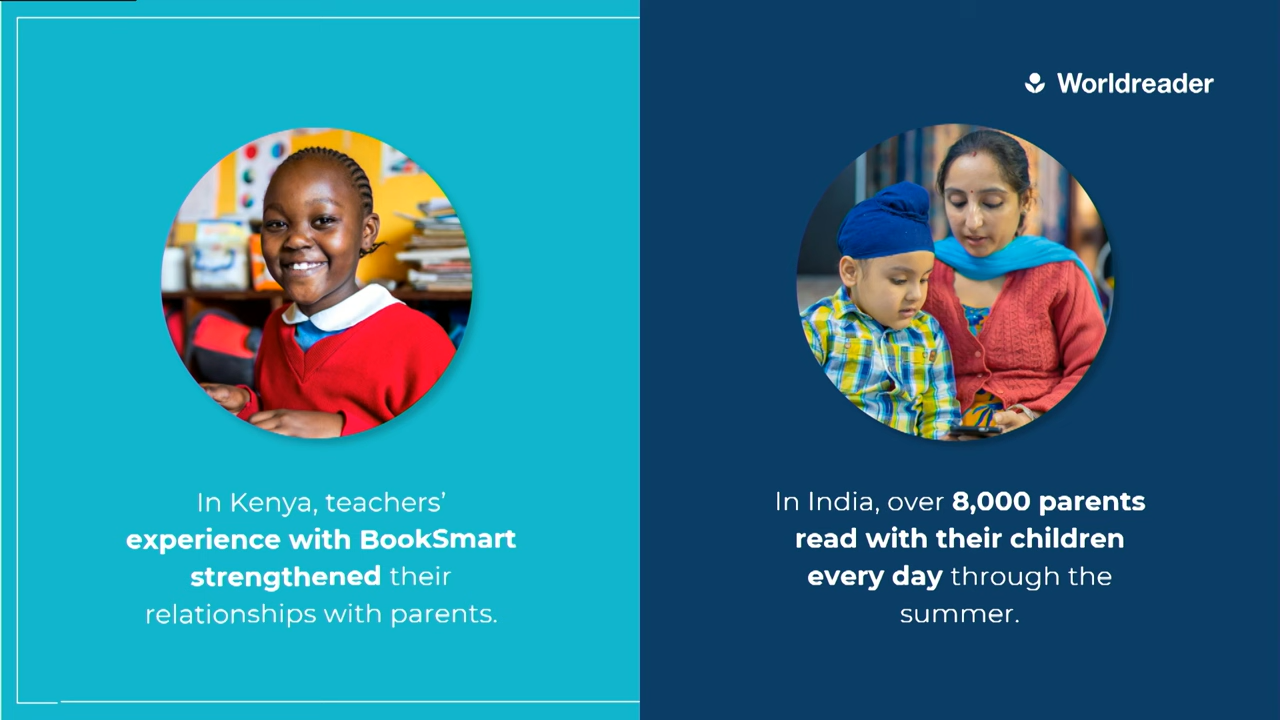 Worldreader
In Kenya, teachers’
experience with BookSmart
strengthened their
relationships with parents.
In India, over 8,000 parents
read with their children
every day through the
summer.